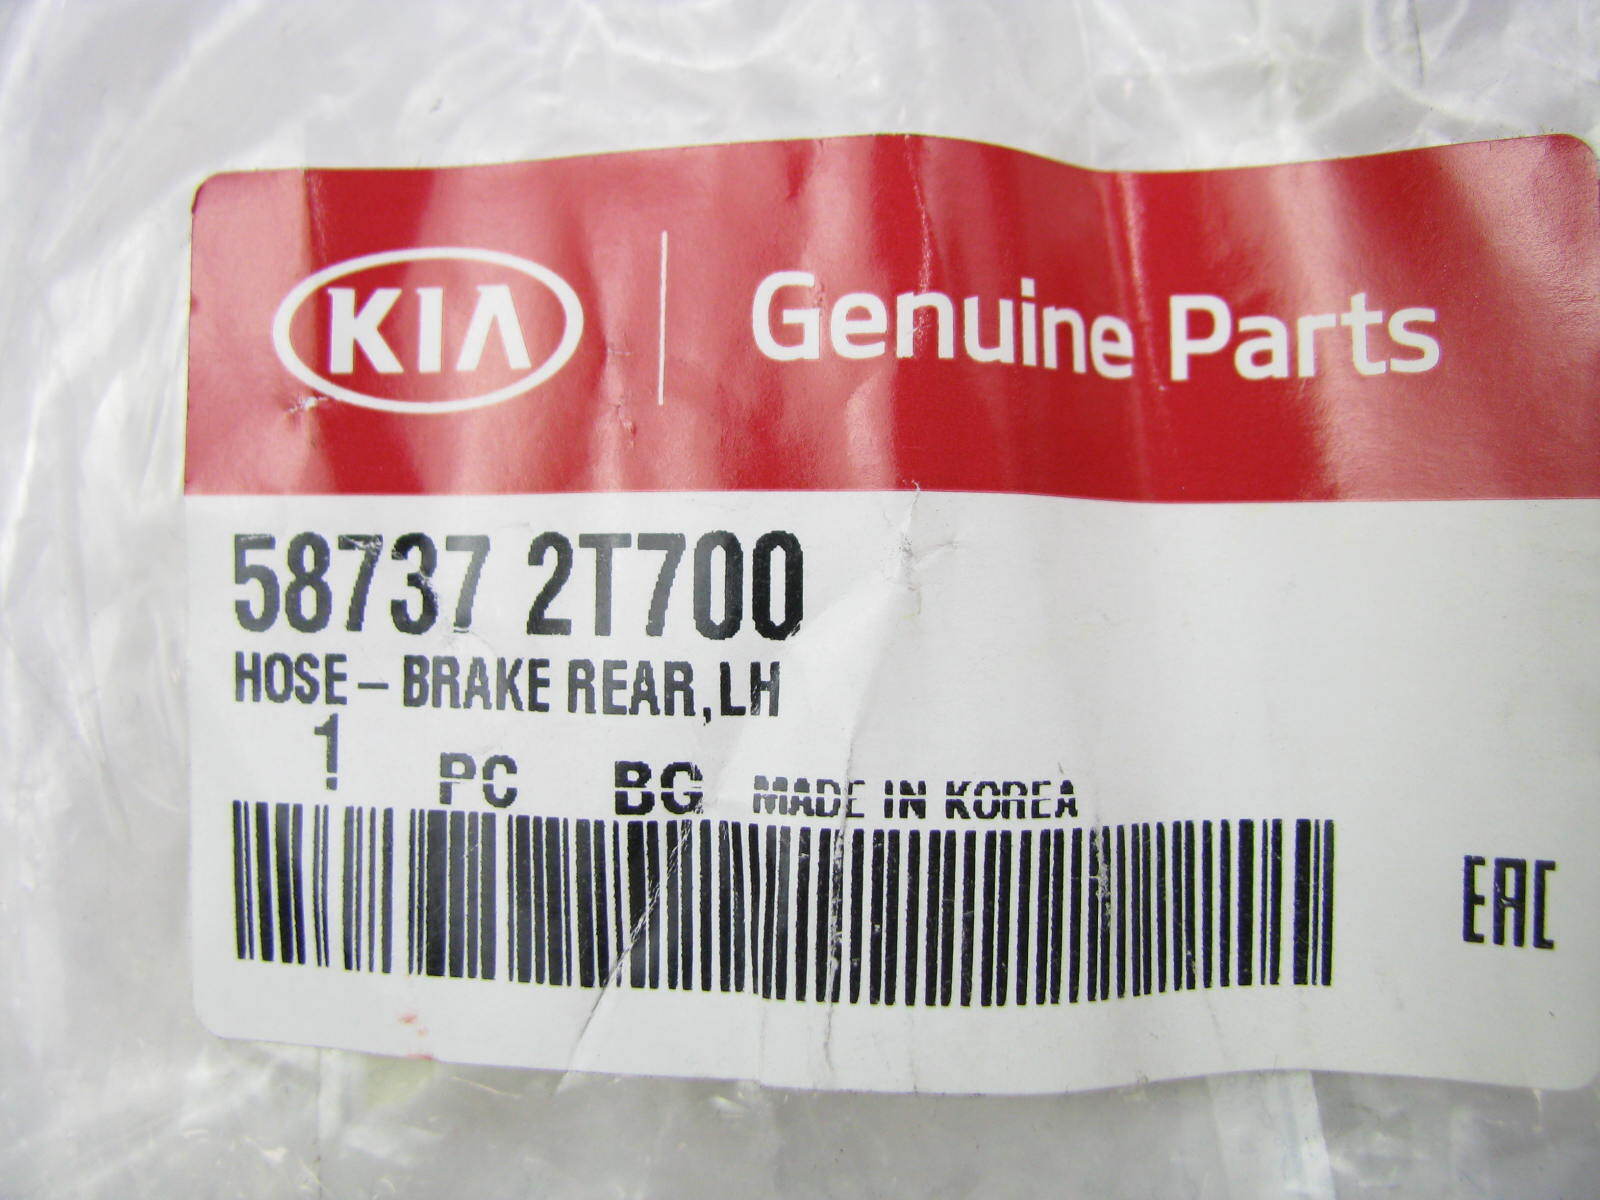 KIA Genuine Parts
58737 2T700
HOSE – BRAKE REAR, LH
1 PC BG MADE IN KOREA
EAC